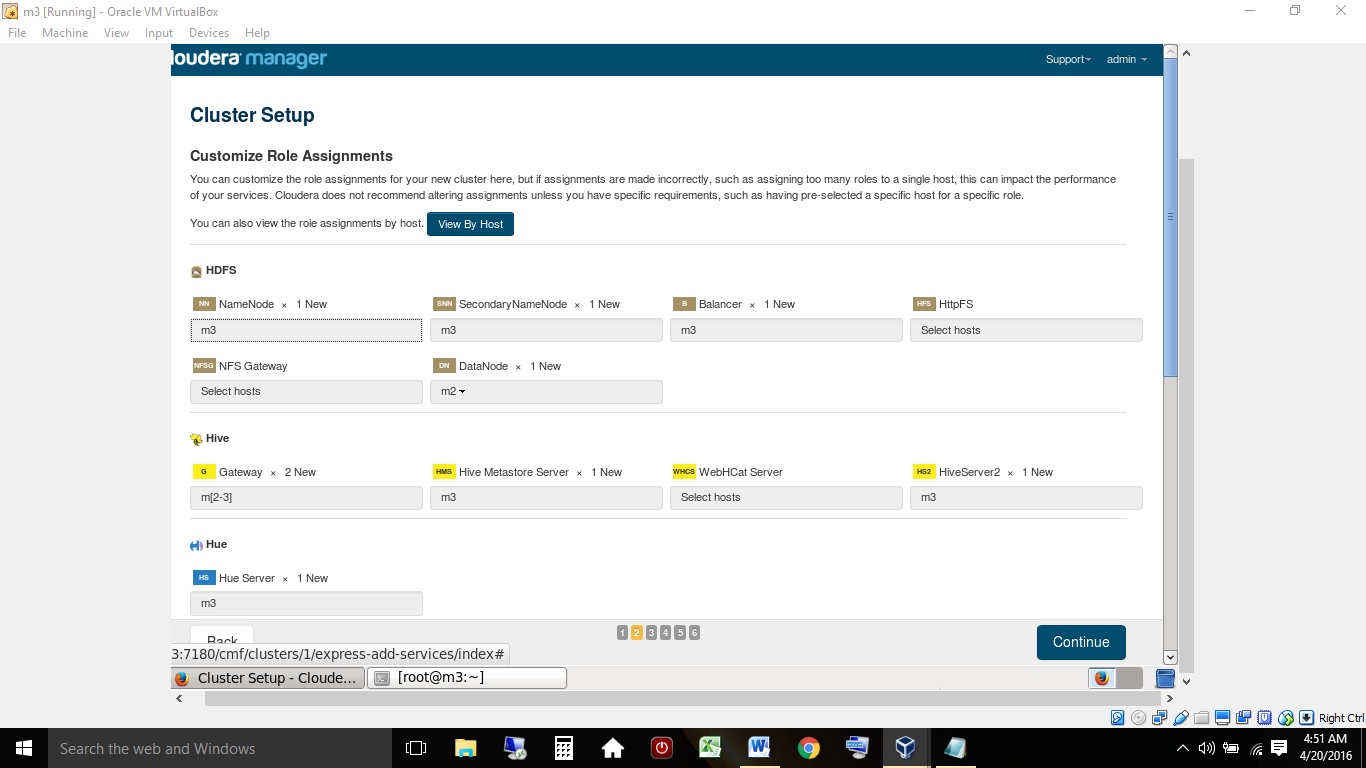 m3 [Running] - Oracle VM VirtualBox
File Machine View Input Devices Help
loudera manager
Support admin
Cluster Setup
Customize Role Assignments
You can customize the role assignments for your new cluster here, but if assignments are made incorrectly, such as assigning too many roles to a single host, this can impact the performance
of your services. Cloudera does not recommend altering assignments unless you have specific requirements, such as having pre-selected a specific host for a specific role.
You can also view the role assignments by host. View By Host
HDFS
NN NameNode × 1 New SNN SecondaryNameNode × 1 New B Balancer × 1 New HFS HttpFS
m3 m3 m3 Select hosts
NFSG NFS Gateway DN DataNode × 1 New
Select hosts m2
Hive
G Gateway × 2 New HMS Hive Metastore Server × 1 New WHCS WebHCat Server HS2 HiveServer2 × 1 New
m[2-3] m3 Select hosts m3
Hue
HS Hue Server × 1 New
m3
Back 1 2 3 4 5 6 Continue
3:7180/cmf/clusters/1/express-add-services/index#
Cluster Setup - Cloude... [root@m3:~]
Right Ctrl
Search the web and Windows
4:51 AM
4/20/2016